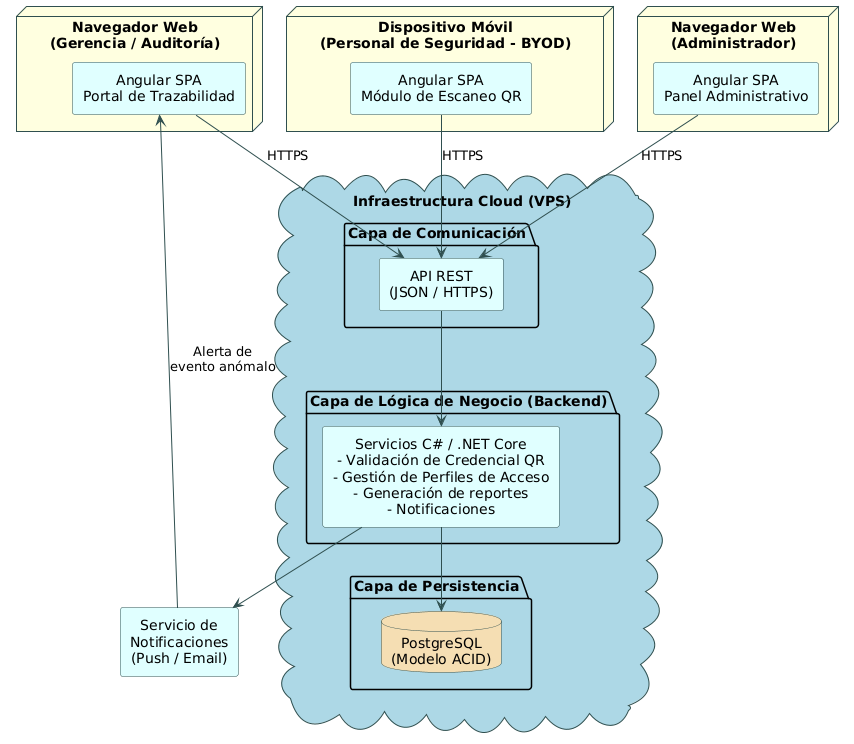 Navegador Web
(Gerencia / Auditoría)
Angular SPA
Portal de Trazabilidad
Dispositivo Móvil
(Personal de Seguridad - BYOD)
Angular SPA
Módulo de Escaneo QR
Navegador Web
(Administrador)
Angular SPA
Panel Administrativo
HTTPS
HTTPS
HTTPS
Infraestructura Cloud (VPS)
Capa de Comunicación
API REST
(JSON / HTTPS)
Alerta de
evento anómalo
Capa de Lógica de Negocio (Backend)
Servicios C# / .NET Core
- Validación de Credencial QR
- Gestión de Perfiles de Acceso
- Generación de reportes
- Notificaciones
Capa de Persistencia
PostgreSQL
(Modelo ACID)
Servicio de
Notificaciones
(Push / Email)